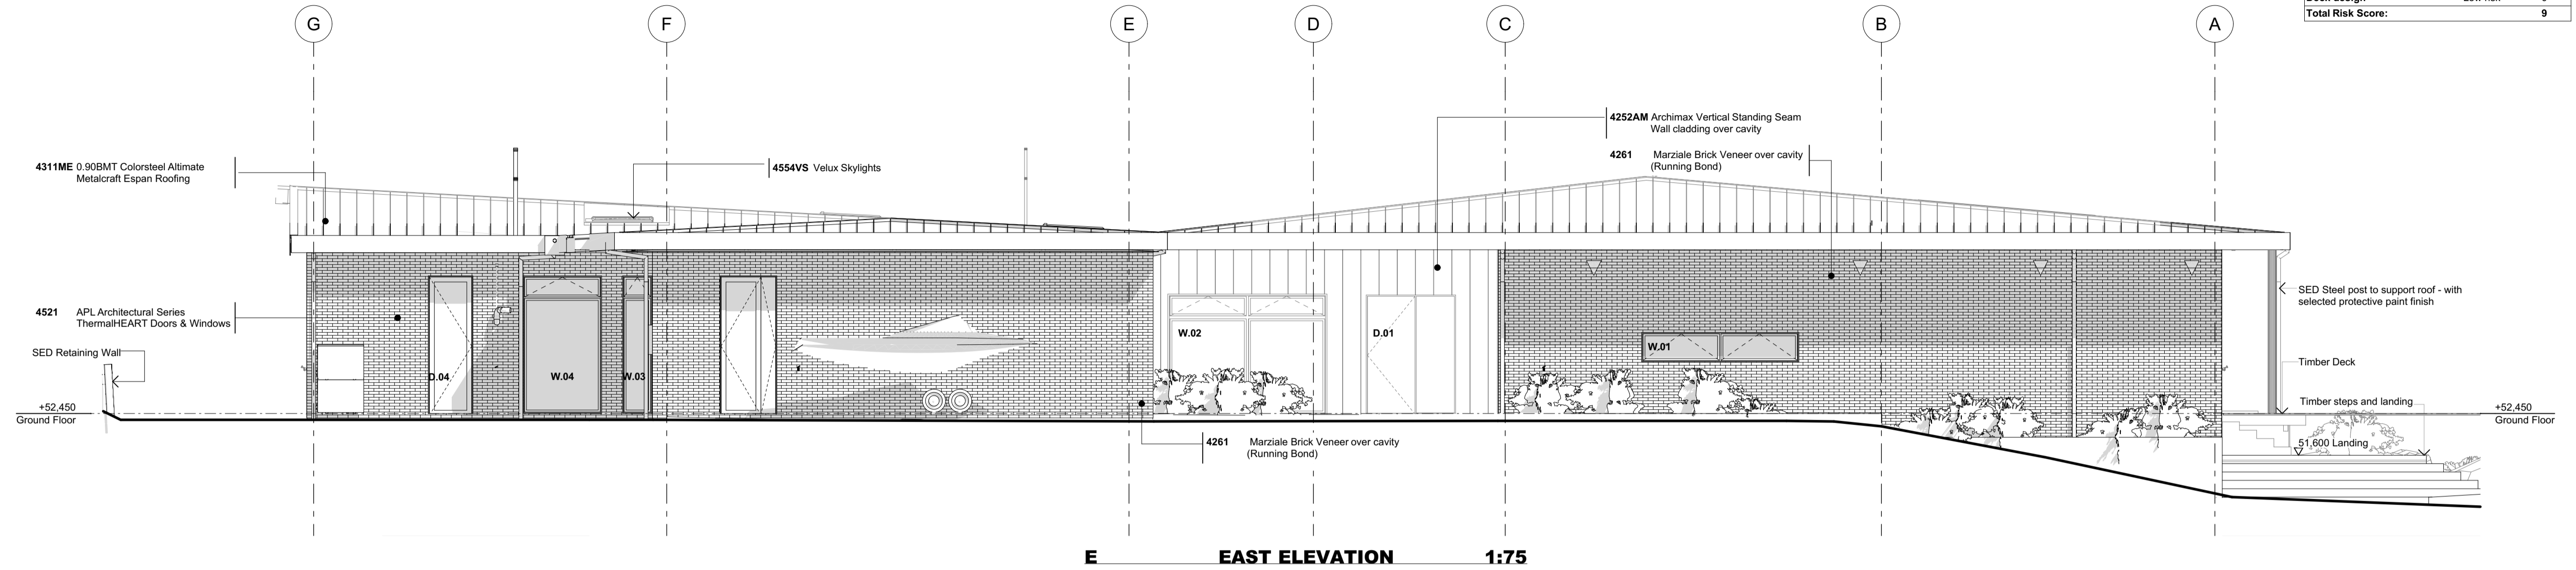 G
F
E
D
C
B
A
Total Risk Score: 9
4252AM Archimax Vertical Standing Seam
Wall cladding over cavity
4261 Marziale Brick Veneer over cavity
(Running Bond)
4311ME 0.90BMT Colorsteel Altimate
Metalcraft Espan Roofing
4554VS Velux Skylights
4521 APL Architectural Series
ThermalHEART Doors & Windows
SED Retaining Wall
+52,450
Ground Floor
D.04
W.04
W.03
W.02
D.01
W.01
SED Steel post to support roof - with
selected protective paint finish
Timber Deck
Timber steps and landing
+52,450
Ground Floor
51,600 Landing
4261 Marziale Brick Veneer over cavity
(Running Bond)
E EAST ELEVATION 1:75